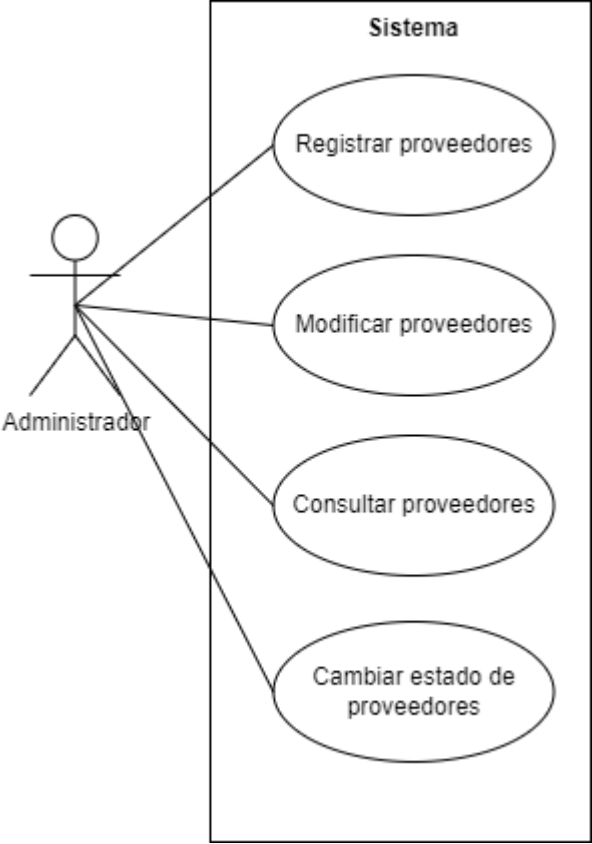 Sistema
Registrar proveedores
Modificar proveedores
Administrador
Consultar proveedores
Cambiar estado de
proveedores